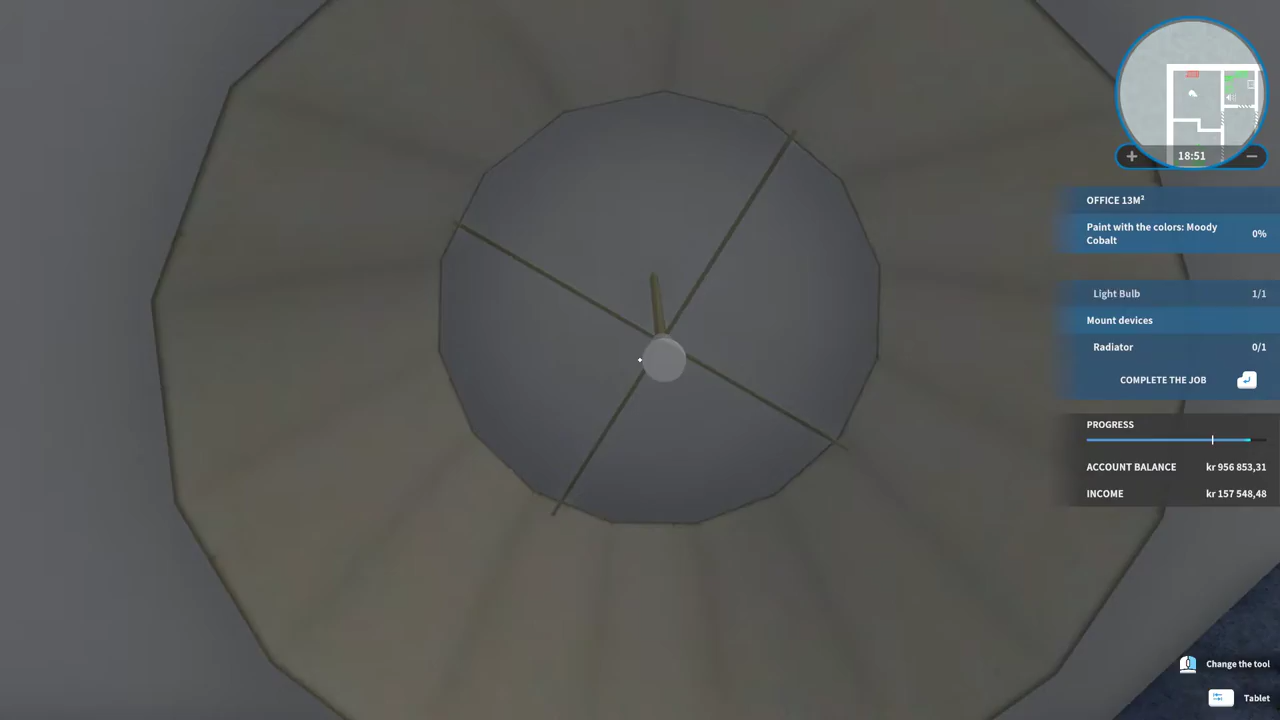 18:51
OFFICE 13M²
Paint with the colors: Moody
Cobalt
0%
Light Bulb 1/1
Mount devices
Radiator 0/1
COMPLETE THE JOB
PROGRESS
ACCOUNT BALANCE kr 956 853,31
INCOME kr 157 548,48
Change the tool
Tablet